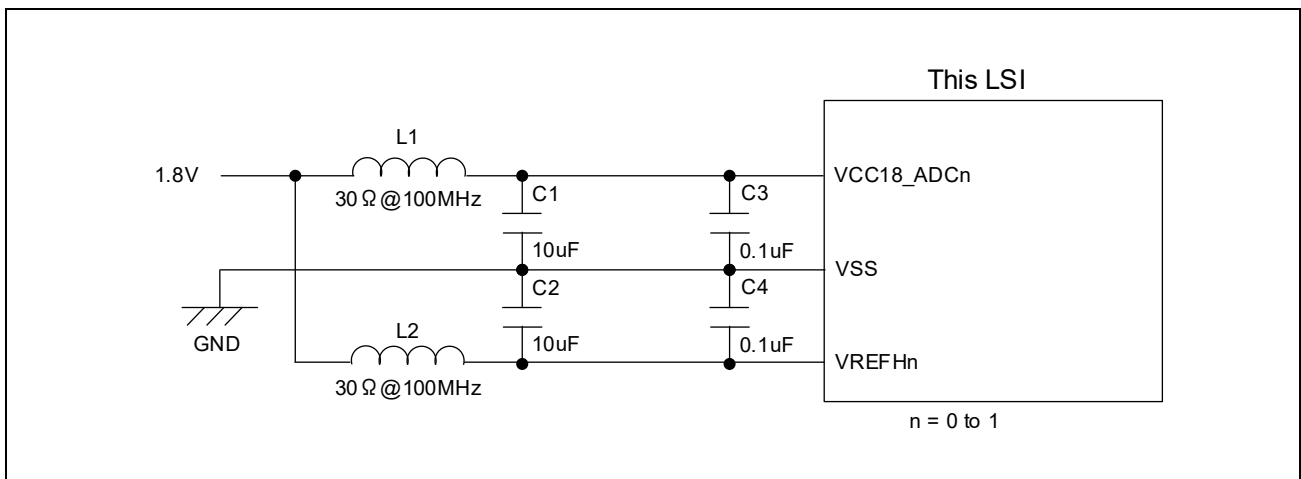 This LSI
L1
1.8V
30Ω@100MHz
VCC18_ADCn
C1
C3
10uF
0.1uF
VSS
C2
C4
GND
L2
10uF
0.1uF
VREFHn
30Ω@100MHz
n = 0 to 1